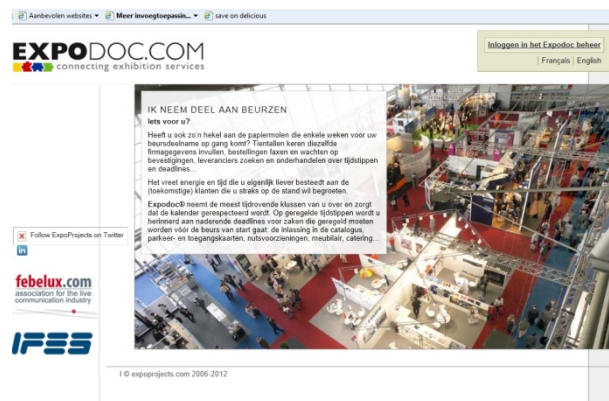 Aanbevolen websites
Meer invoegtoepassin...
save on delicious
EXPODOC.COM
connecting exhibition services
Inloggen in het Expodoc beheer
| Français | English
IK NEEM DEEL AAN BEURZEN
Iets voor u?
Heeft u ook zo'n hekel aan de papiermolen die enkele weken voor uw
beursdeelname op gang komt? Tientallen keren diezelfde
firmagegevens invullen, bestellingen faxen en wachten op
bevestigingen, leveranciers zoeken en onderhandelen over tijdstippen
en deadlines...
Het vreet energie en tijd die u eigenlijk liever besteedt aan de
(toekomstige) klanten die u straks op de stand wil begroeten.
Expodoc® neemt de meest tijdrovende klussen van u over en zorgt
dat de kalender gerespecteerd wordt. Op geregelde tijdstippen wordt u
herinnerd aan naderende deadlines voor zaken die geregeld moeten
worden vóór de beurs van start gaat: de inlassing in de catalogus,
parkeer- en toegangskaarten, nutsvoorzieningen, meubilair, catering...
Follow ExpoProjects on Twitter
in
febelux.com
association for the live
communication industry
IFES
| © expoprojects.com 2006-2012